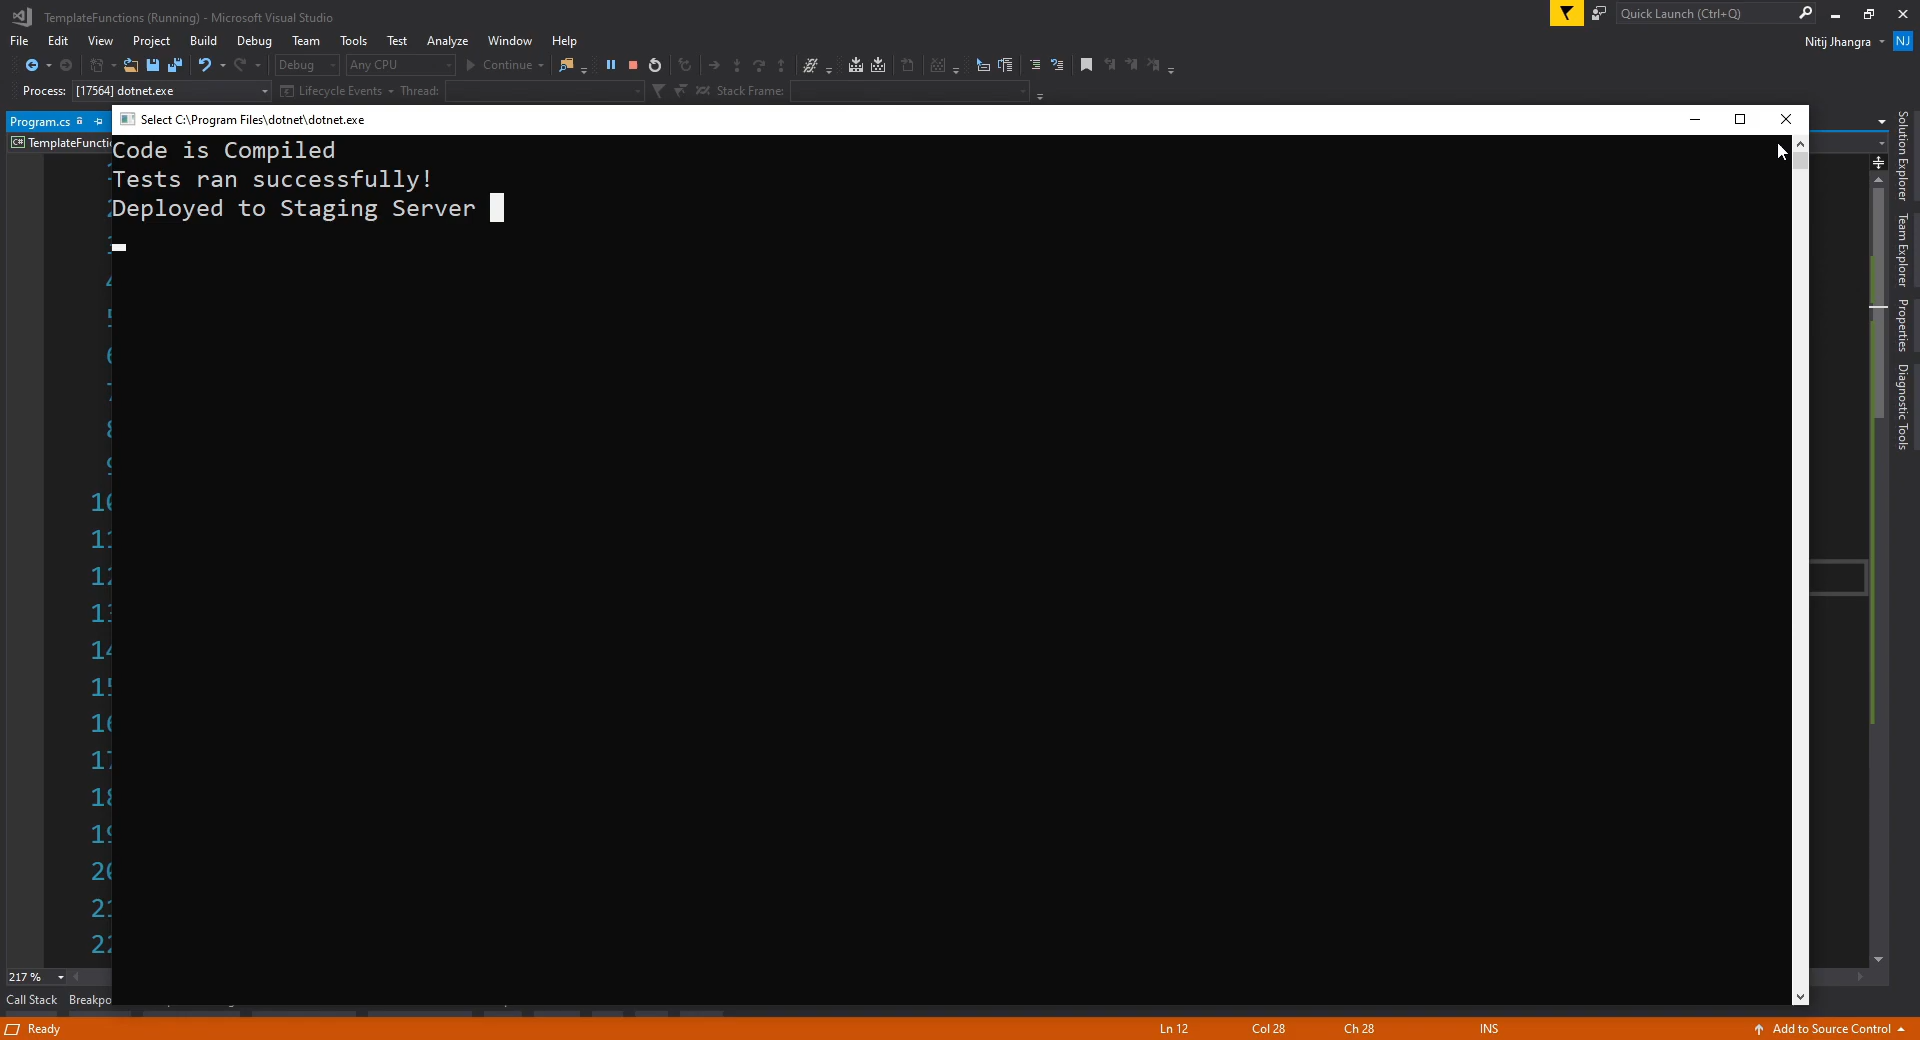 TemplateFunctions (Running) - Microsoft Visual Studio
Quick Launch (Ctrl+Q)
File Edit View Project Build Debug Team Tools Test Analyze Window Help
Nitij Jhangra NJ
Debug Any CPU Continue
Process: [17564] dotnet.exe Lifecycle Events Thread: Stack Frame:
Program.cs
Select C:\Program Files\dotnet\dotnet.exe
C# TemplateFuncti
Code is Compiled
Tests ran successfully!
Deployed to Staging Server
Solution Explorer
Team Explorer
Properties
Diagnostic Tools
217 %
Call Stack Breakpo
Ready Ln 12 Col 28 Ch 28 INS Add to Source Control